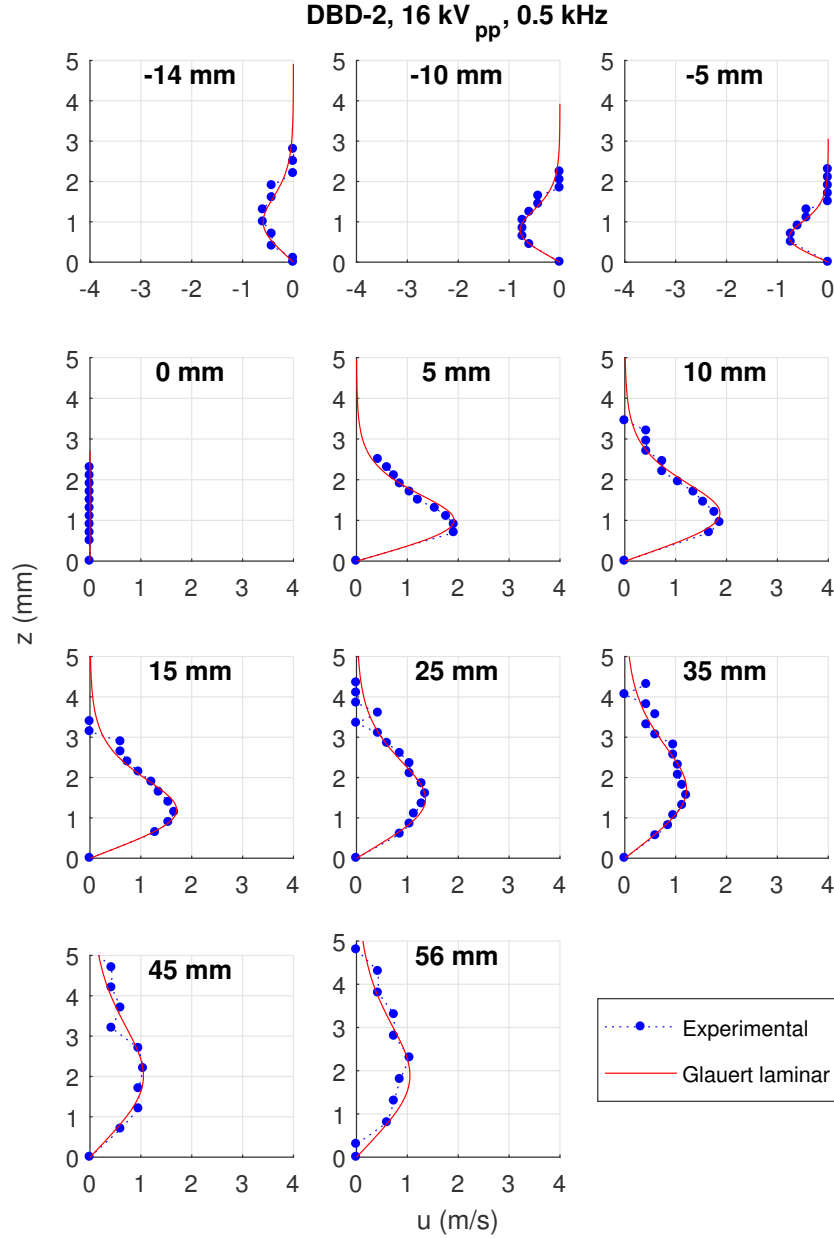 DBD-2, 16 kVpp, 0.5 kHz
-14 mm -10 mm -5 mm
5 5 5
4 4 4
3 3 3
2 2 2
1 1 1
0 0 0
-4 -3 -2 -1 0 -4 -3 -2 -1 0 -4 -3 -2 -1 0
0 mm 5 mm 10 mm
5 5 5
4 4 4
3 3 3
2 2 2
1 1 1
0 0 0
0 1 2 3 4 0 1 2 3 4 0 1 2 3 4
z (mm)
15 mm 25 mm 35 mm
5 5 5
4 4 4
3 3 3
2 2 2
1 1 1
0 0 0
0 1 2 3 4 0 1 2 3 4 0 1 2 3 4
45 mm 56 mm
5 5
4 4
3 3
2 2
1 1
0 0
0 1 2 3 4 0 1 2 3 4
Experimental
Glauert laminar
u (m/s)